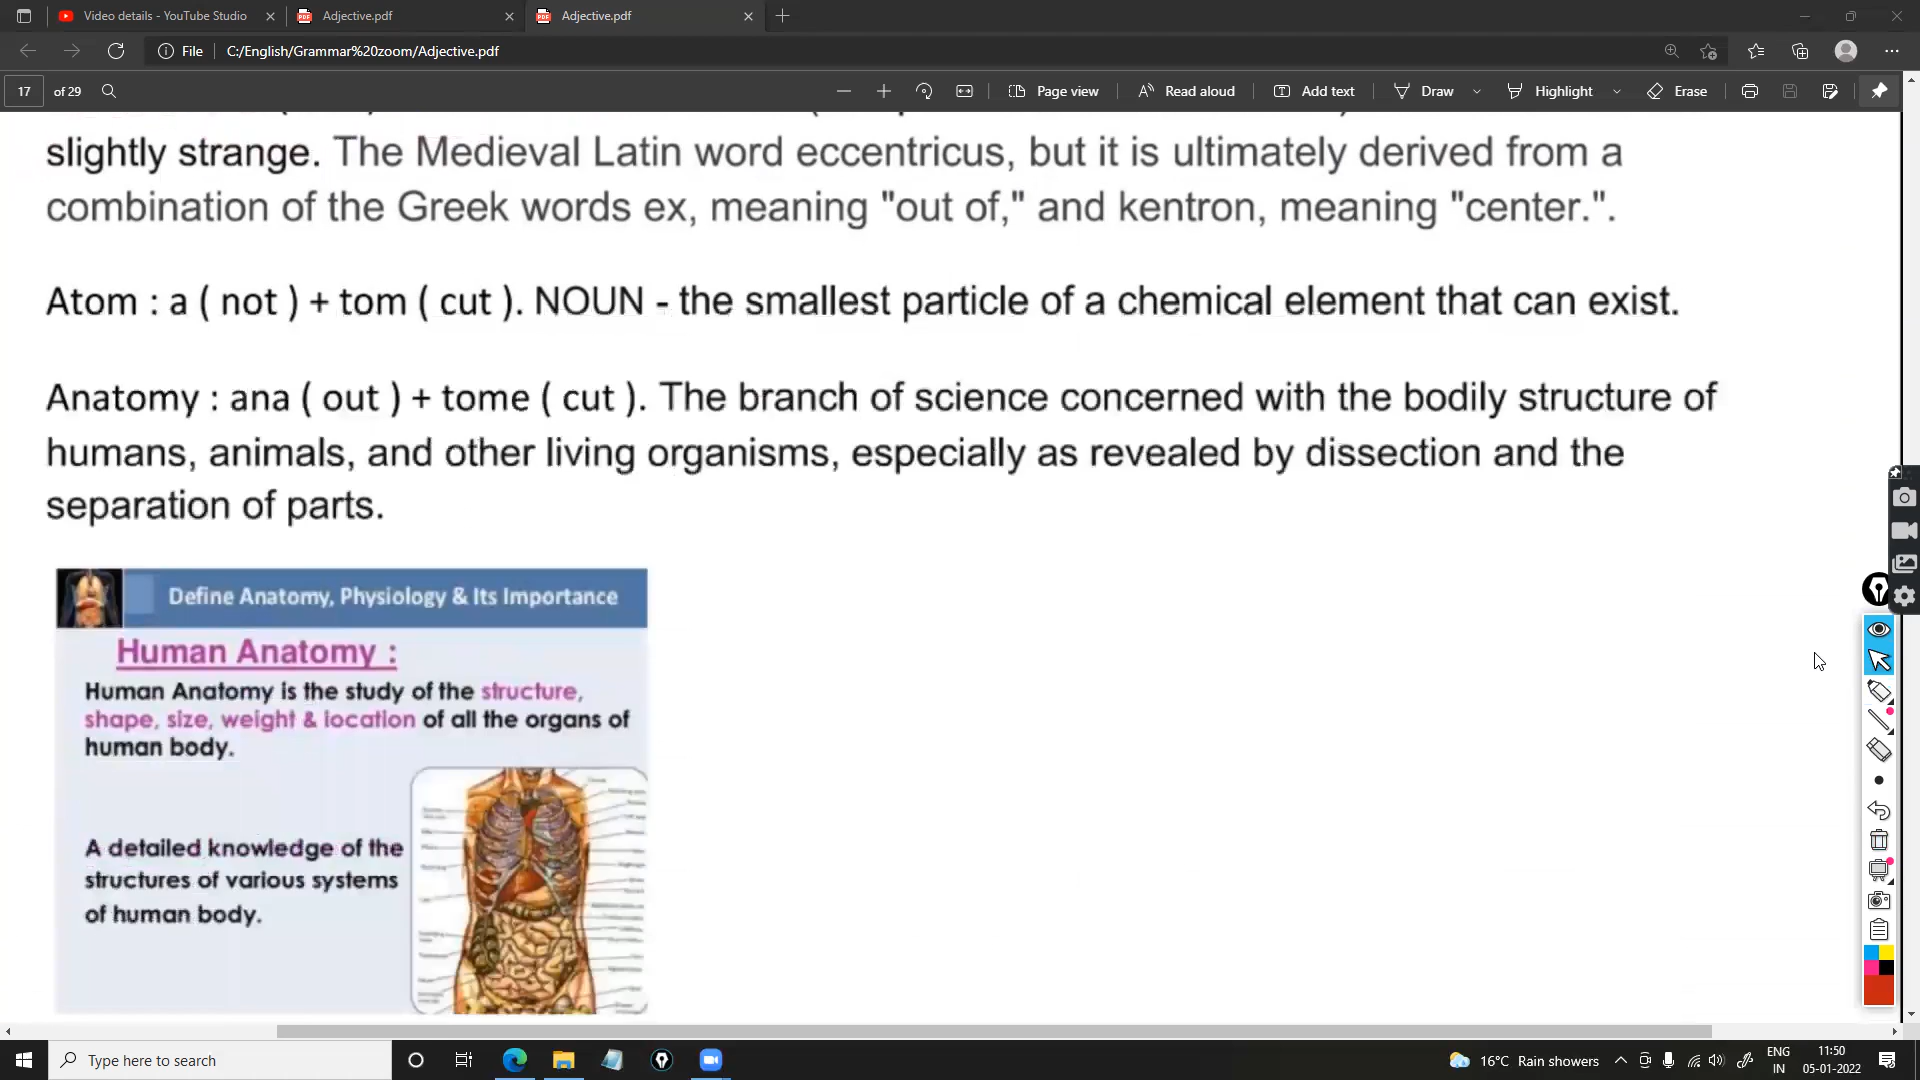 Video details - YouTube Studio
Adjective.pdf
Adjective.pdf
File
C:/English/Grammar%20zoom/Adjective.pdf
17 of 29
Page view
Read aloud
Add text
Draw
Highlight
Erase
slightly strange. The Medieval Latin word eccentricus, but it is ultimately derived from a
combination of the Greek words ex, meaning "out of," and kentron, meaning "center.".
Atom : a ( not ) + tom ( cut ). NOUN - the smallest particle of a chemical element that can exist.
Anatomy : ana ( out ) + tome ( cut ). The branch of science concerned with the bodily structure of
humans, animals, and other living organisms, especially as revealed by dissection and the
separation of parts.
Define Anatomy, Physiology & Its Importance
Human Anatomy :
Human Anatomy is the study of the structure,
shape, size, weight & location of all the organs of
human body.
A detailed knowledge of the
structures of various systems
of human body.
Type here to search
16°C Rain showers
ENG
IN
11:50
05-01-2022